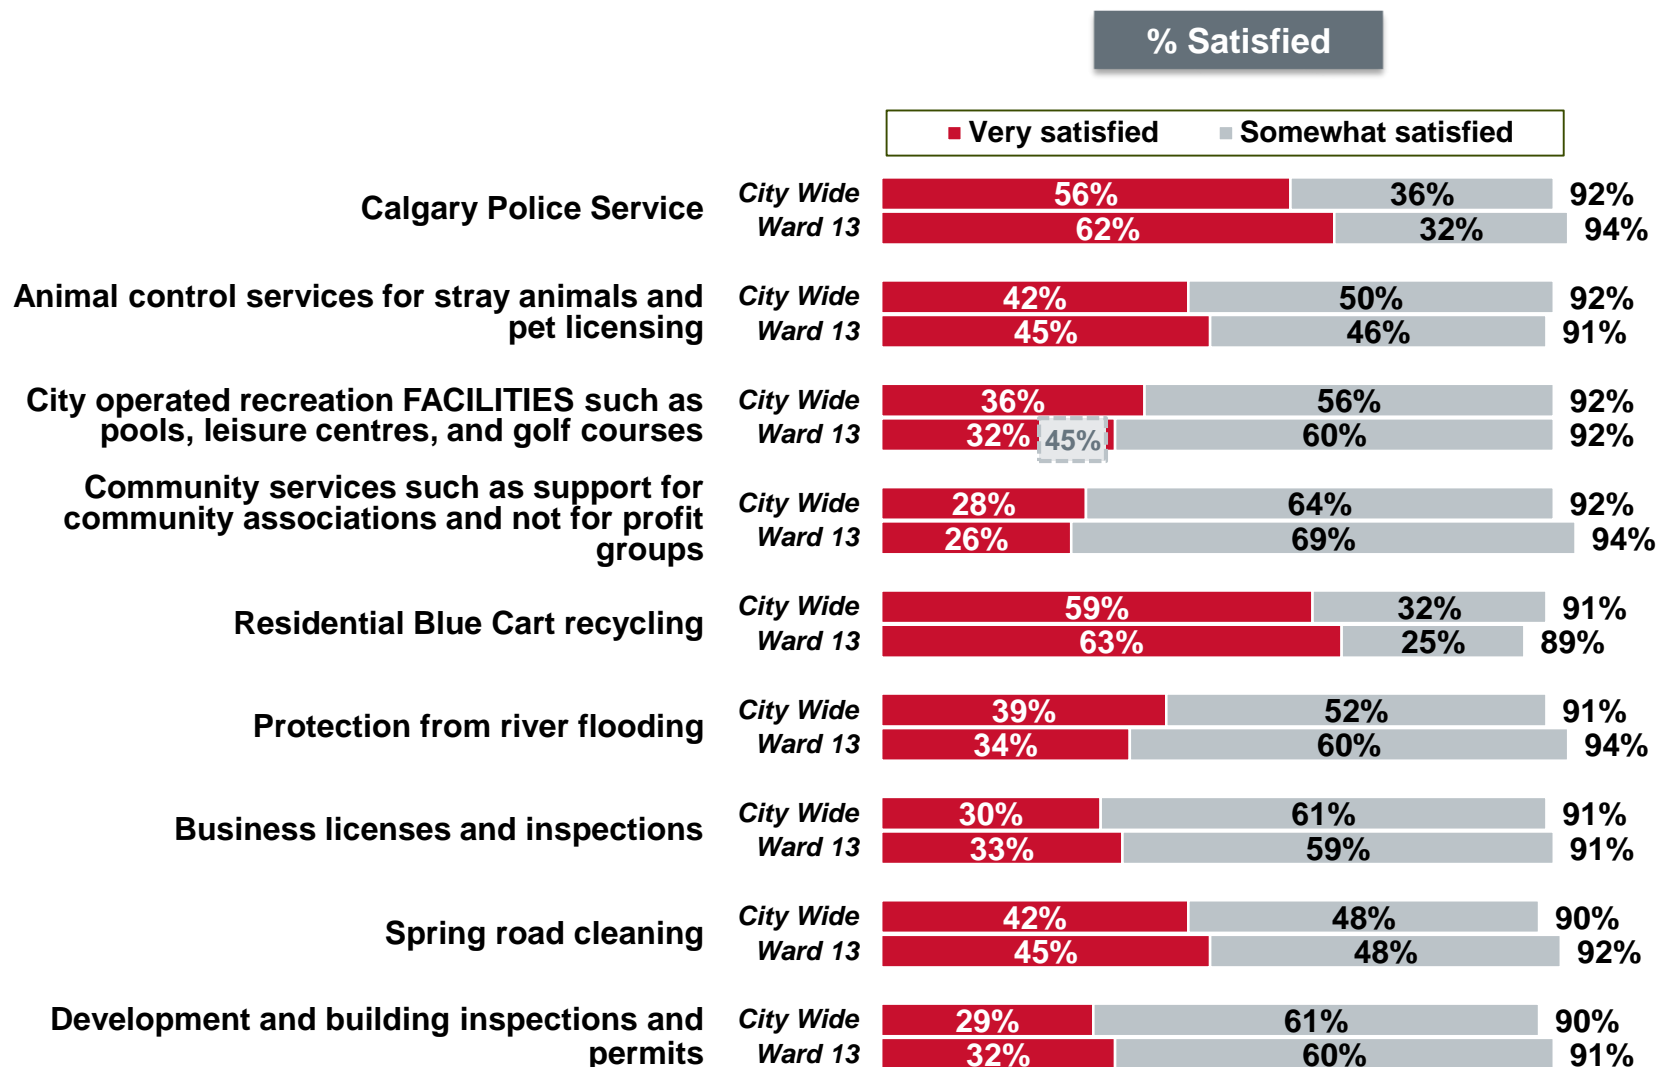 % Satisfied
Very satisfied Somewhat satisfied
Calgary Police Service
City Wide 56% 36% 92%
Ward 13 62% 32% 94%
Animal control services for stray animals and
pet licensing
City Wide 42% 50% 92%
Ward 13 45% 46% 91%
City operated recreation FACILITIES such as
pools, leisure centres, and golf courses
City Wide 36% 56% 92%
Ward 13 32% 45% 60% 92%
Community services such as support for
community associations and not for profit
groups
City Wide 28% 64% 92%
Ward 13 26% 69% 94%
Residential Blue Cart recycling
City Wide 59% 32% 91%
Ward 13 63% 25% 89%
Protection from river flooding
City Wide 39% 52% 91%
Ward 13 34% 60% 94%
Business licenses and inspections
City Wide 30% 61% 91%
Ward 13 33% 59% 91%
Spring road cleaning
City Wide 42% 48% 90%
Ward 13 45% 48% 92%
Development and building inspections and
permits
City Wide 29% 61% 90%
Ward 13 32% 60% 91%